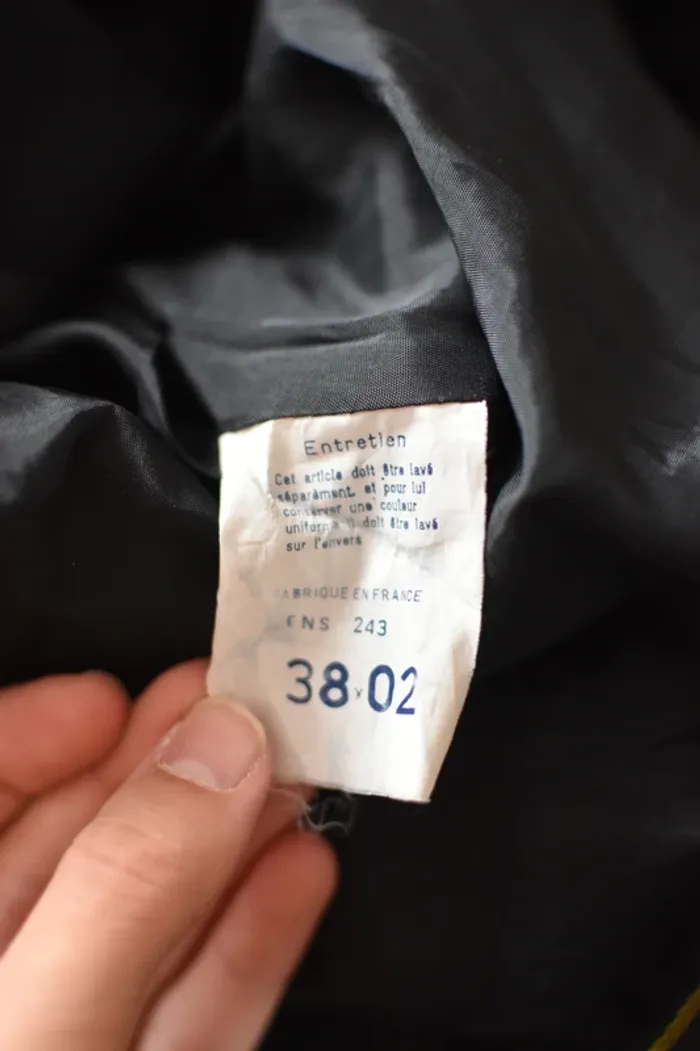 Entretien
Cet article doit être lavé
séparément et pour lui
conserver une couleur
uniforme il doit être lavé
sur l'envers
FABRIQUE EN FRANCE
ENS 243
38x02